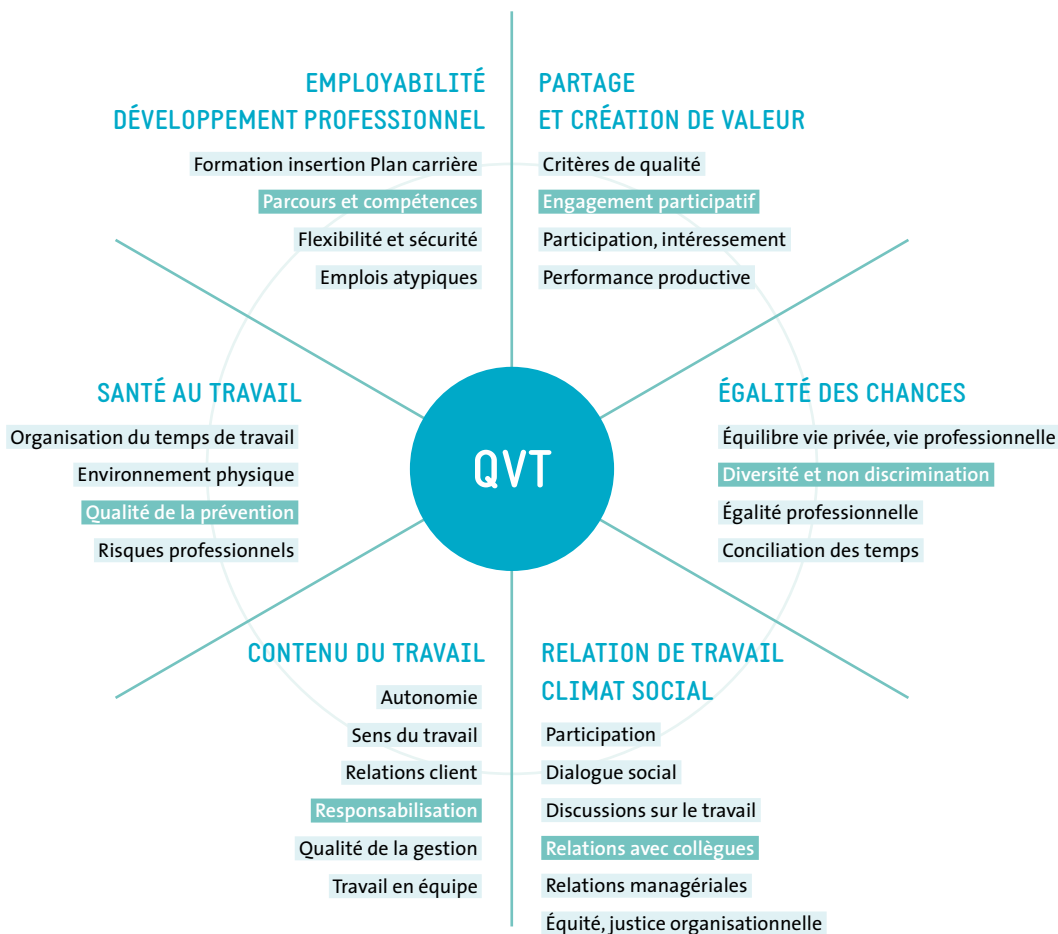 EMPLOYABILITÉ
DÉVELOPPEMENT PROFESSIONNEL
Formation insertion Plan carrière
Parcours et compétences
Flexibilité et sécurité
Emplois atypiques
PARTAGE
ET CRÉATION DE VALEUR
Critères de qualité
Engagement participatif
Participation, intéressement
Performance productive
SANTÉ AU TRAVAIL
Organisation du temps de travail
Environnement physique
Qualité de la prévention
Risques professionnels
QVT
ÉGALITÉ DES CHANCES
Équilibre vie privée, vie professionnelle
Diversité et non discrimination
Égalité professionnelle
Conciliation des temps
CONTENU DU TRAVAIL
Autonomie
Sens du travail
Relations client
Responsabilisation
Qualité de la gestion
Travail en équipe
RELATION DE TRAVAIL
CLIMAT SOCIAL
Participation
Dialogue social
Discussions sur le travail
Relations avec collègues
Relations managériales
Équité, justice organisationnelle